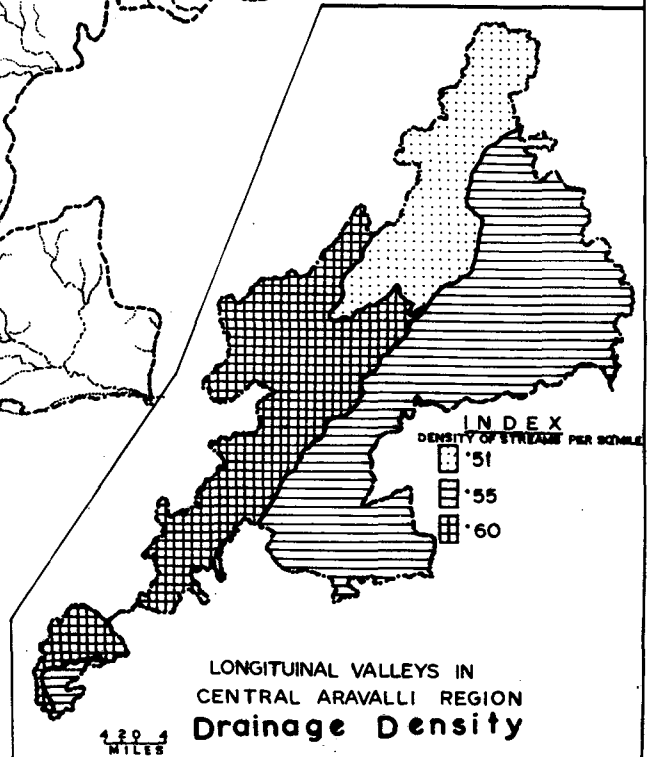 INDEX
DENSITY OF STREAMS PER SQ MILE
·51
·55
·60
LONGITUINAL VALLEYS IN
CENTRAL ARAVALLI REGION
Drainage Density
4 2 0 4
MILES